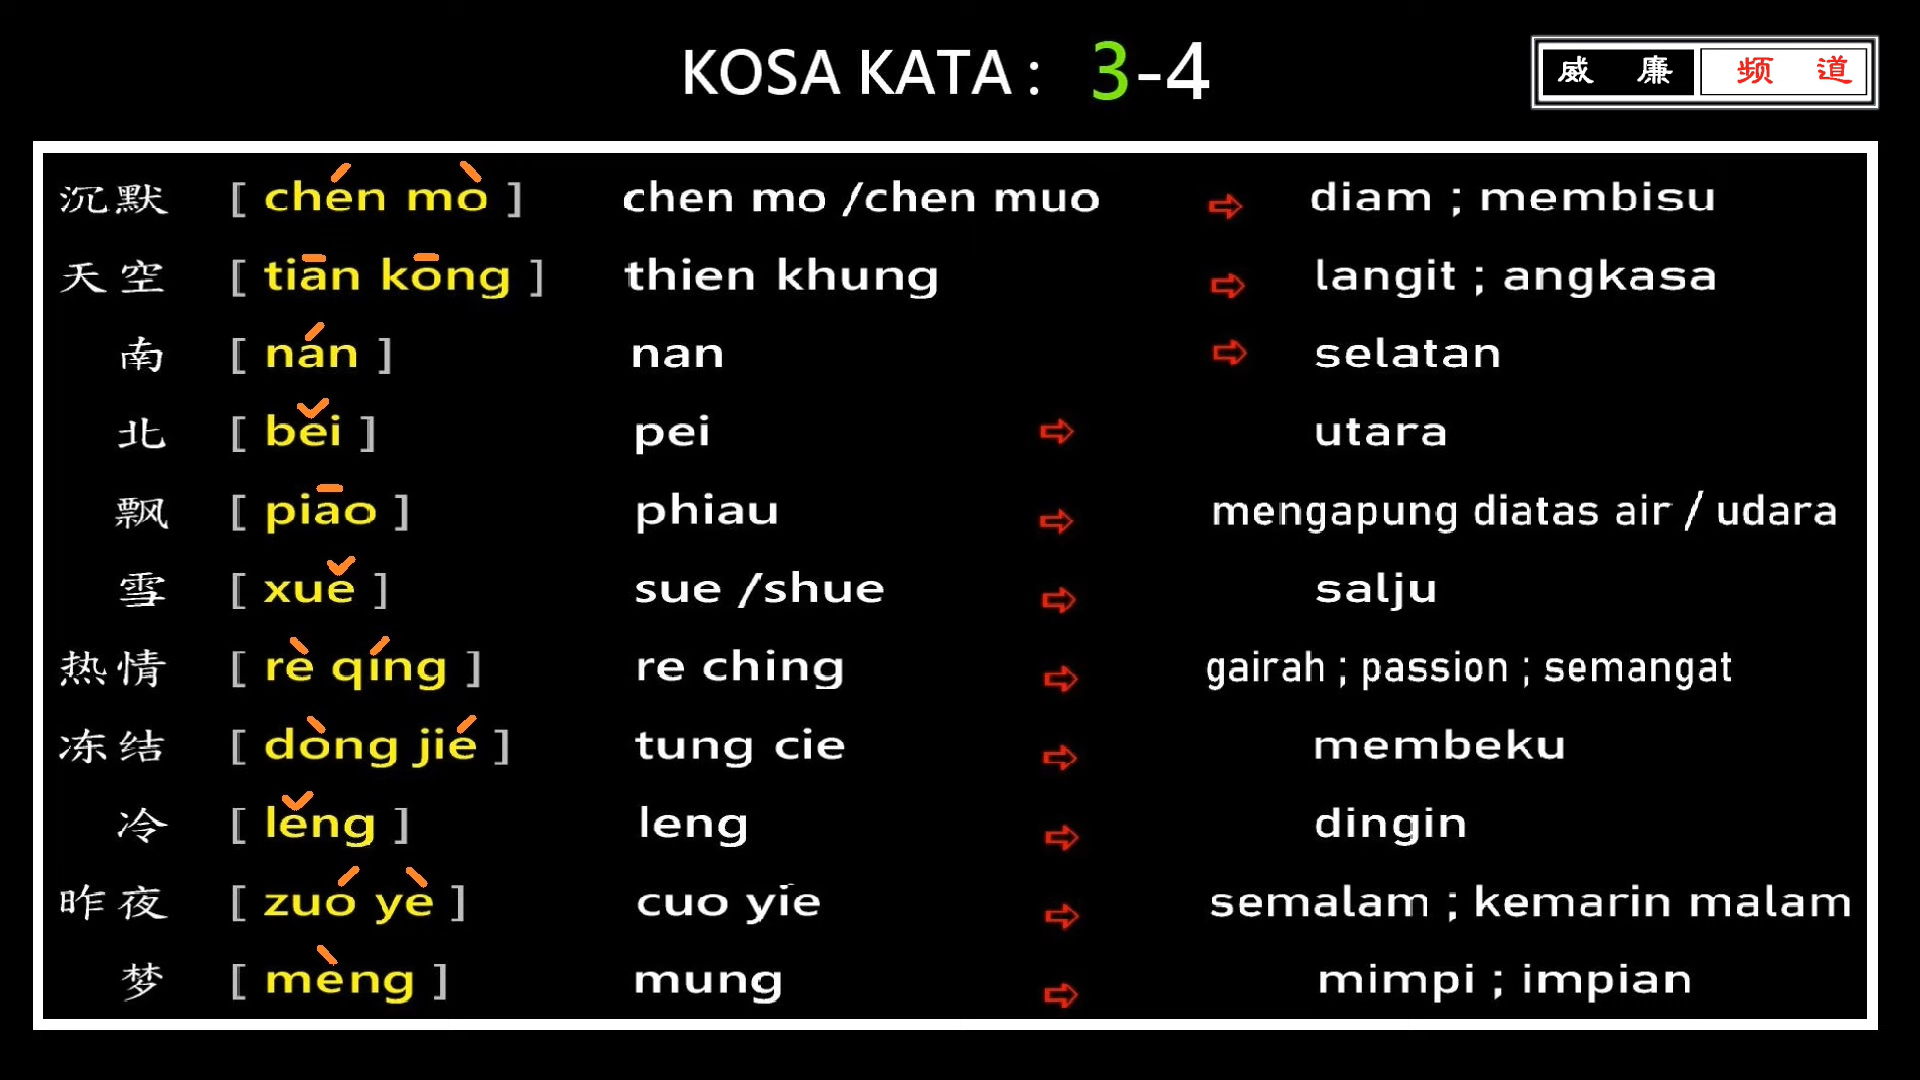 KOSA KATA : 3-4
威 廉 频 道
沉默 [ chén mò ] chen mo /chen muo ⇨ diam ; membisu
天空 [ tiān kōng ] thien khung ⇨ langit ; angkasa
南 [ nán ] nan ⇨ selatan
北 [ běi ] pei ⇨ utara
飘 [ piāo ] phiau ⇨ mengapung diatas air / udara
雪 [ xuě ] sue /shue ⇨ salju
热情 [ rè qíng ] re ching ⇨ gairah ; passion ; semangat
冻结 [ dòng jié ] tung cie ⇨ membeku
冷 [ lěng ] leng ⇨ dingin
昨夜 [ zuó yè ] cuo yie ⇨ semalam ; kemarin malam
梦 [ mèng ] mung ⇨ mimpi ; impian